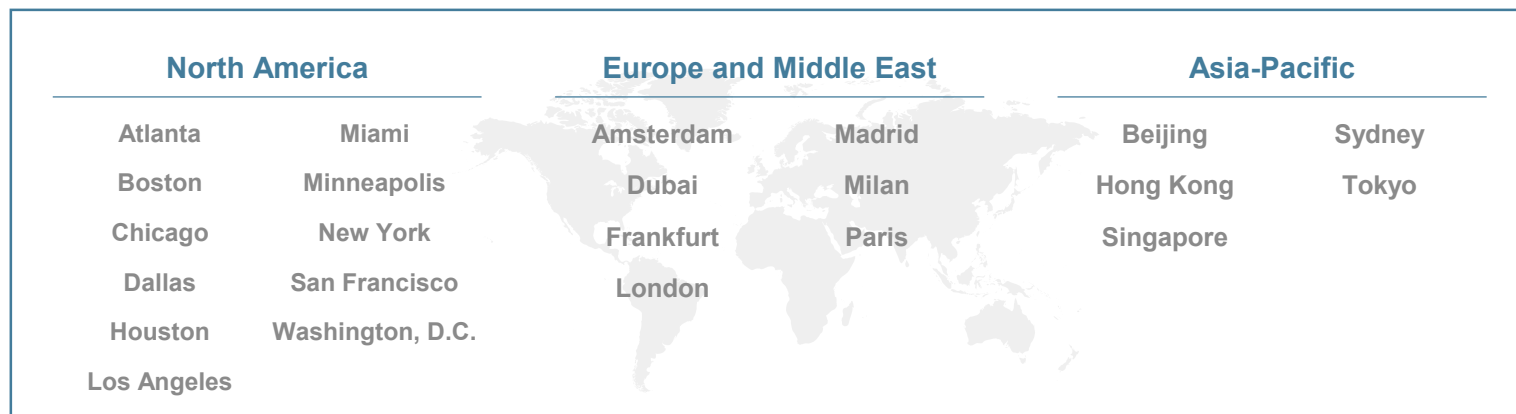 North America
Atlanta
Boston
Chicago
Dallas
Houston
Los Angeles
Miami
Minneapolis
New York
San Francisco
Washington, D.C.
Europe and Middle East
Amsterdam
Dubai
Frankfurt
London
Madrid
Milan
Paris
Asia-Pacific
Beijing
Hong Kong
Singapore
Sydney
Tokyo